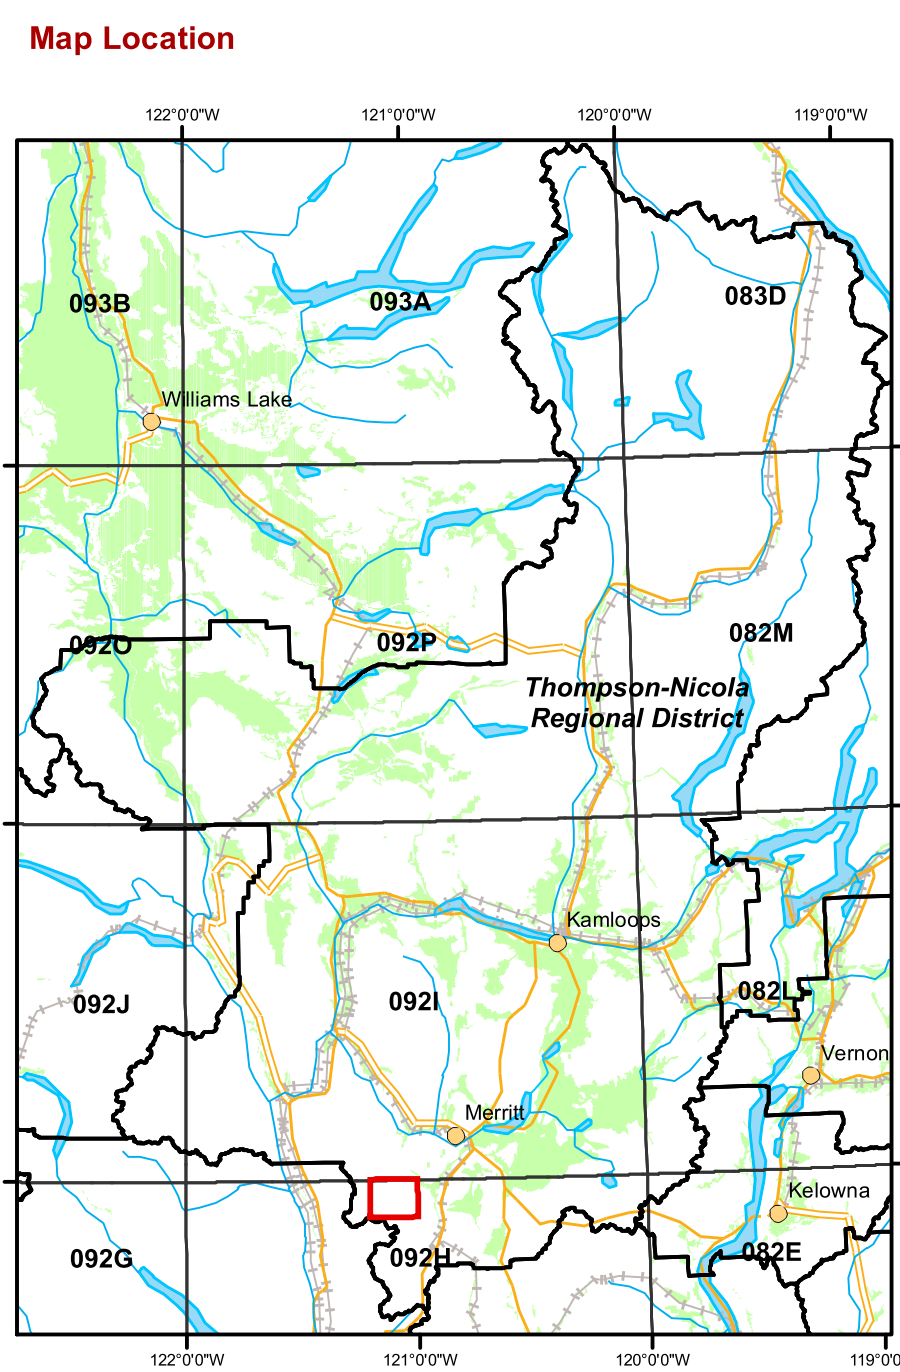 Map Location
122°0'0"W
121°0'0"W
120°0'0"W
119°0'0"W
093B
093A
083D
Williams Lake
092O
092P
082M
Thompson-Nicola
Regional District
Kamloops
092J
092I
082L
Vernon
Merritt
Kelowna
092G
092H
082E
122°0'0"W
121°0'0"W
120°0'0"W
119°0'0